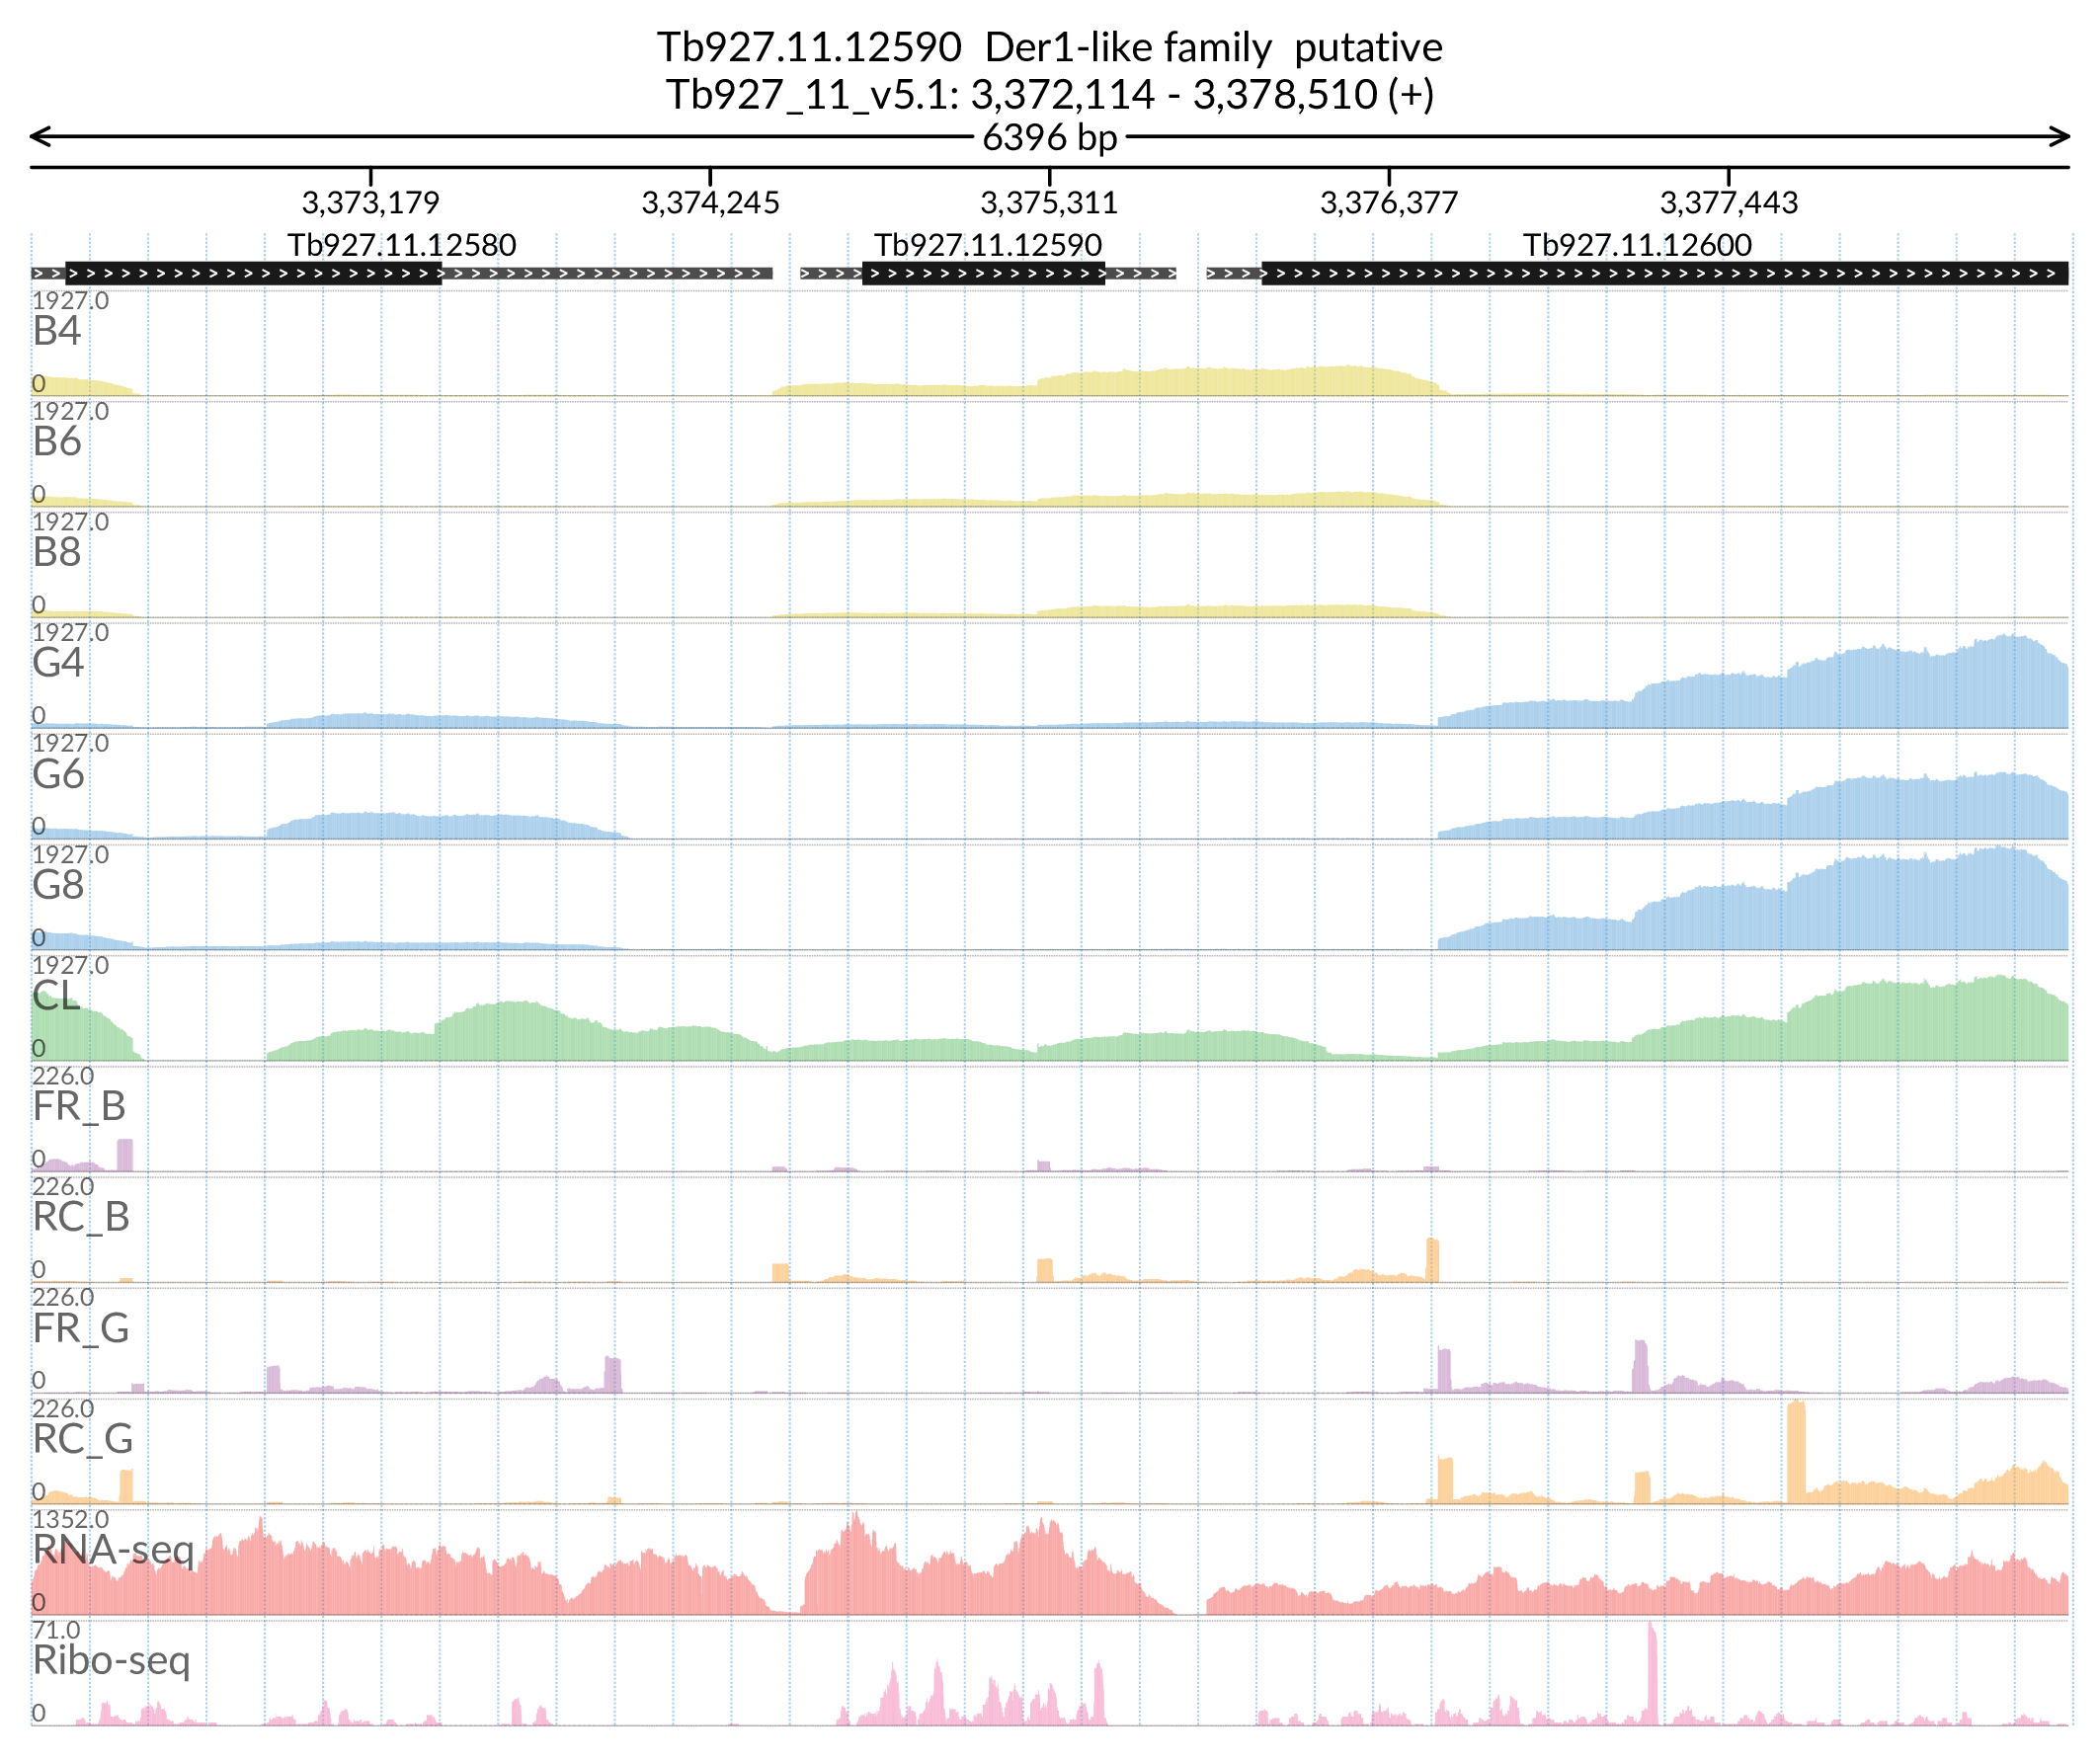 Tb927.11.12590  Der1-like family  putative
Tb927_11_v5.1: 3,372,114 - 3,378,510 (+)
6396 bp
3,373,179 3,374,245 3,375,311 3,376,377 3,377,443
Tb927.11.12580 Tb927.11.12590 Tb927.11.12600
1927.0
B4
0
1927.0
B6
0
1927.0
B8
0
1927.0
G4
0
1927.0
G6
0
1927.0
G8
0
1927.0
CL
0
226.0
FR_B
0
226.0
RC_B
0
226.0
FR_G
0
226.0
RC_G
0
1352.0
RNA-seq
0
71.0
Ribo-seq
0